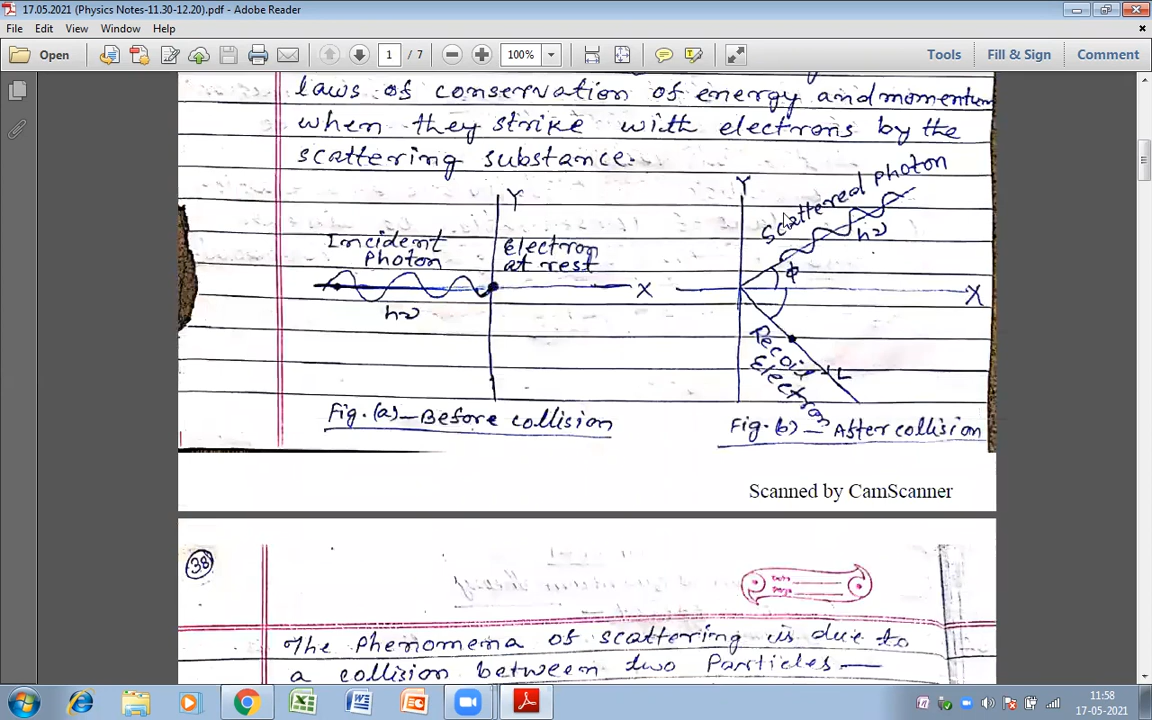 17.05.2021 (Physics Notes-11.30-12.20).pdf - Adobe Reader
File Edit View Window Help
Open 1 / 7 100% Tools Fill & Sign Comment
laws of conservation of energy and momentum
when they strike with electrons by the
scattering substance.
Y
Incident
Photon
hν
Electron
at rest
X
Fig.(a)—Before collision
Y
Scattered Photon
hν
ϕ
X
Recoil
Electron
Fig.(b)— After collision
Scanned by CamScanner
38
The Phenomena of scattering is due to
a collision between two Particles —
11:58
17-05-2021